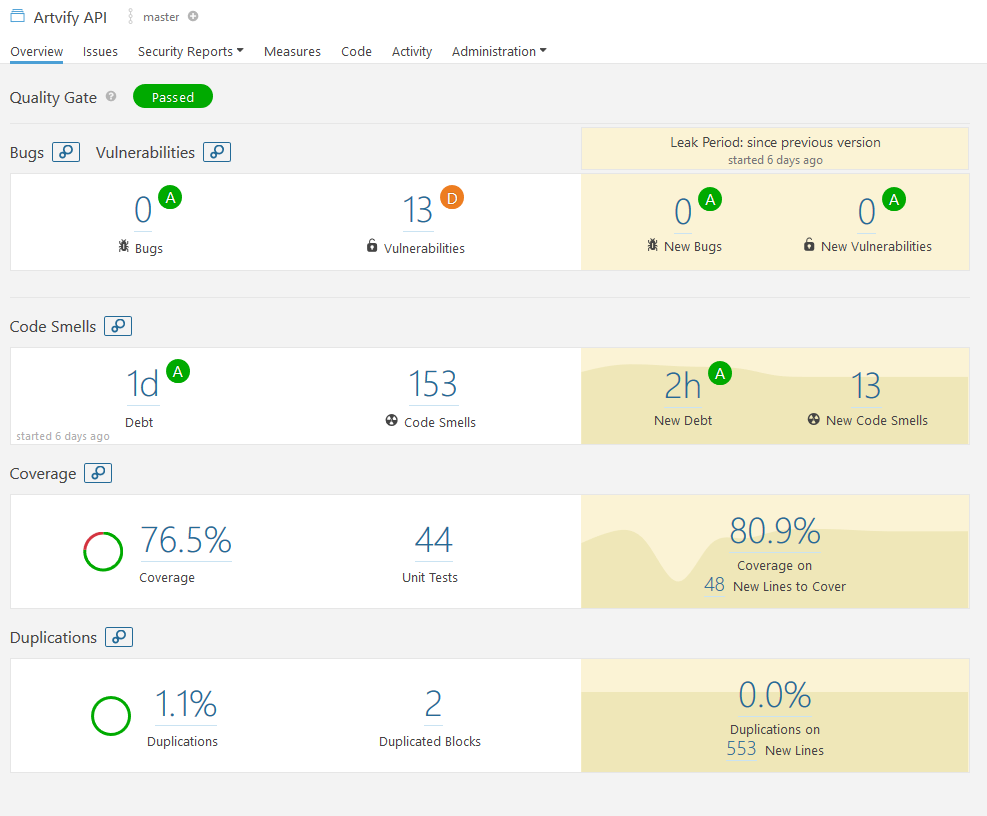 Artvify API master
Overview Issues Security Reports Measures Code Activity Administration
Quality Gate ? Passed
Bugs Vulnerabilities
Leak Period: since previous version
started 6 days ago
0 A
Bugs
13 D
Vulnerabilities
0 A
New Bugs
0 A
New Vulnerabilities
Code Smells
1d A
Debt
started 6 days ago
153
Code Smells
2h A
New Debt
13
New Code Smells
Coverage
76.5%
Coverage
44
Unit Tests
80.9%
Coverage on
48 New Lines to Cover
Duplications
1.1%
Duplications
2
Duplicated Blocks
0.0%
Duplications on
553 New Lines